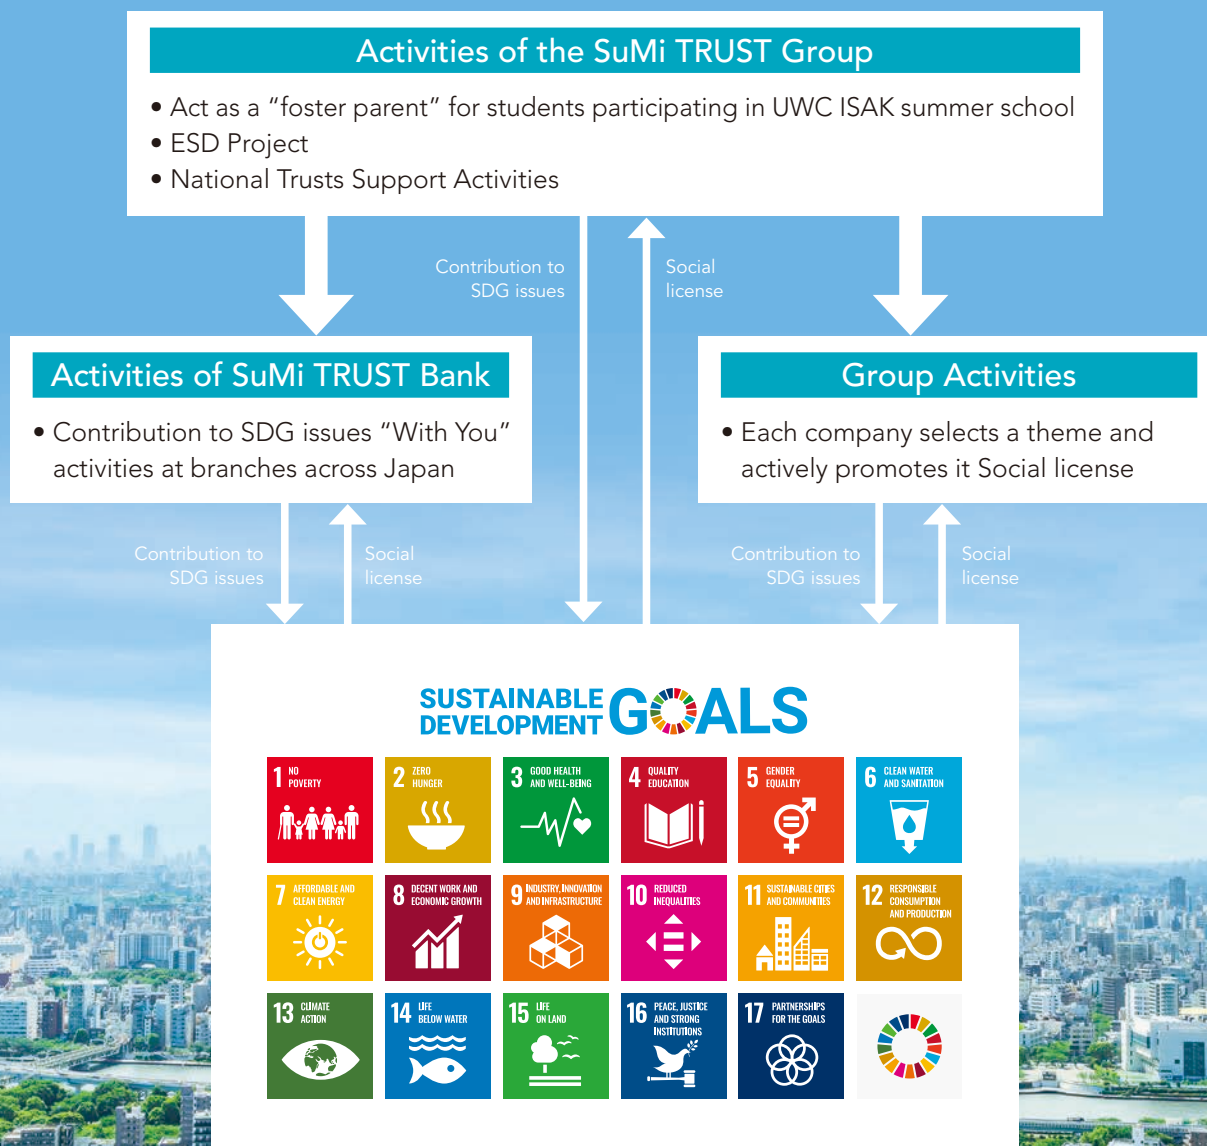 Activities of the SuMi TRUST Group
• Act as a “foster parent” for students participating in UWC ISAK summer school
• ESD Project
• National Trusts Support Activities
Contribution to
SDG issues
Social
license
Activities of SuMi TRUST Bank
• Contribution to SDG issues “With You”
activities at branches across Japan
Group Activities
• Each company selects a theme and
actively promotes it Social license
Contribution to
SDG issues
Social
license
Contribution to
SDG issues
Social
license
SUSTAINABLE
DEVELOPMENT
GOALS
1 NO
POVERTY
2 ZERO
HUNGER
3 GOOD HEALTH
AND WELL-BEING
4 QUALITY
EDUCATION
5 GENDER
EQUALITY
6 CLEAN WATER
AND SANITATION
7 AFFORDABLE AND
CLEAN ENERGY
8 DECENT WORK AND
ECONOMIC GROWTH
9 INDUSTRY, INNOVATION
AND INFRASTRUCTURE
10 REDUCED
INEQUALITIES
11 SUSTAINABLE CITIES
AND COMMUNITIES
12 RESPONSIBLE
CONSUMPTION
AND PRODUCTION
13 CLIMATE
ACTION
14 LIFE
BELOW WATER
15 LIFE
ON LAND
16 PEACE, JUSTICE
AND STRONG
INSTITUTIONS
17 PARTNERSHIPS
FOR THE GOALS